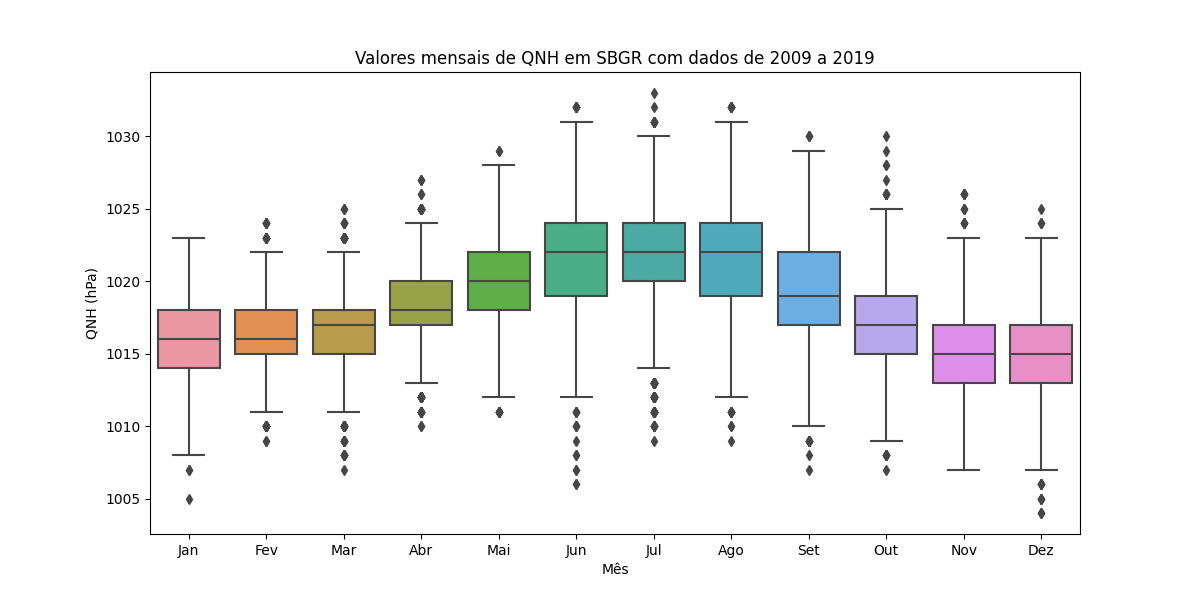 Valores mensais de QNH em SBGR com dados de 2009 a 2019
QNH (hPa)
1030
1025
1020
1015
1010
1005
Jan Fev Mar Abr Mai Jun Jul Ago Set Out Nov Dez
Mês